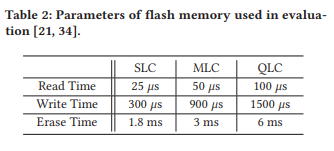 Table 2: Parameters of flash memory used in evalua-
tion [21, 34].
SLC MLC QLC
Read Time 25 μs 50 μs 100 μs
Write Time 300 μs 900 μs 1500 μs
Erase Time 1.8 ms 3 ms 6 ms